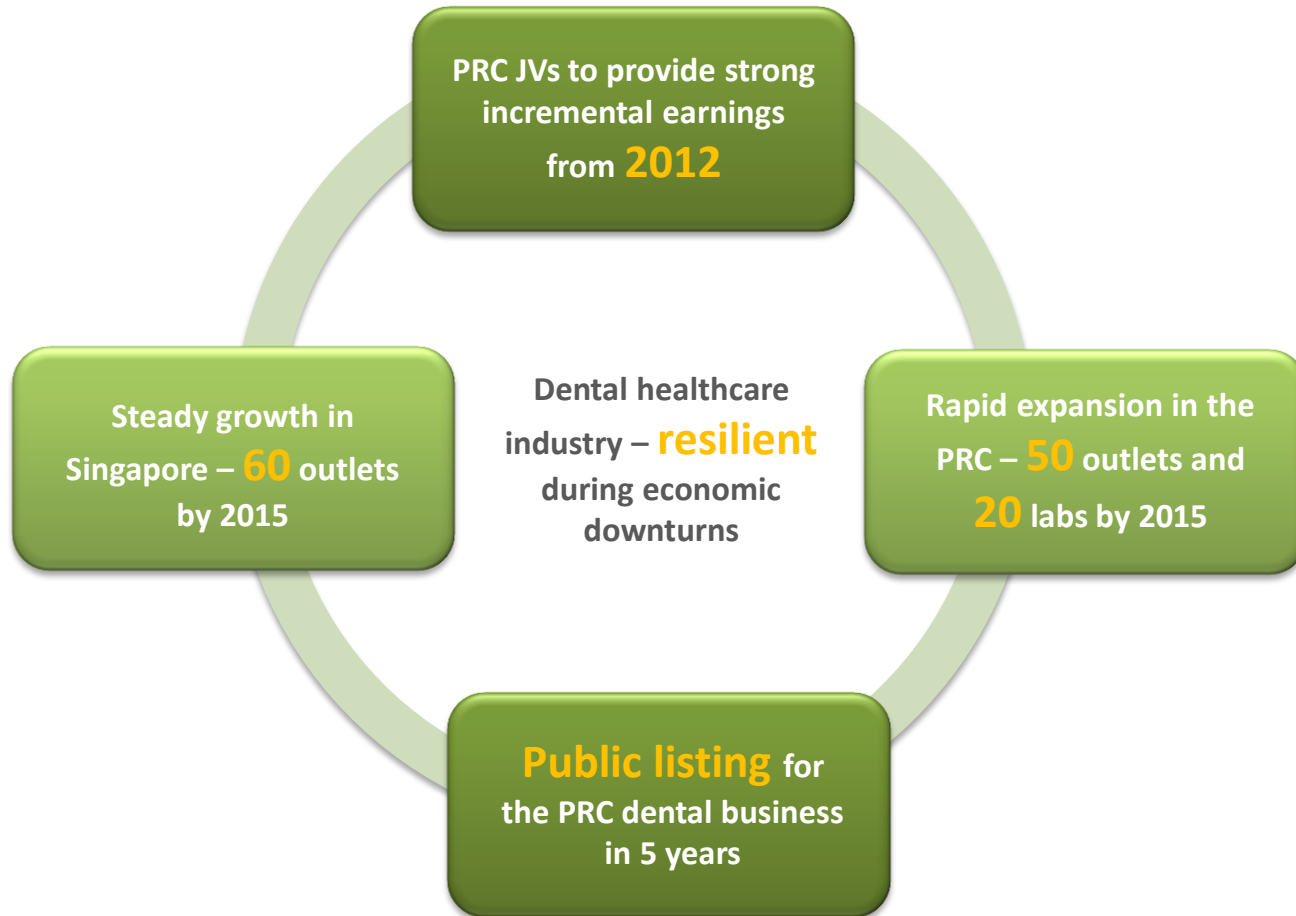 PRC JVs to provide strong
incremental earnings
from 2012
Steady growth in
Singapore – 60 outlets
by 2015
Dental healthcare
industry – resilient
during economic
downturns
Rapid expansion in the
PRC – 50 outlets and
20 labs by 2015
Public listing for
the PRC dental business
in 5 years